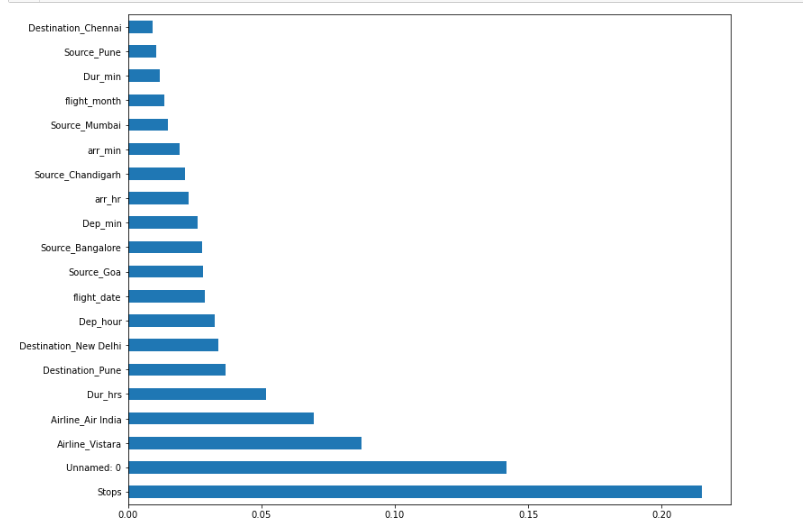 Destination_Chennai
Source_Pune
Dur_min
flight_month
Source_Mumbai
arr_min
Source_Chandigarh
arr_hr
Dep_min
Source_Bangalore
Source_Goa
flight_date
Dep_hour
Destination_New Delhi
Destination_Pune
Dur_hrs
Airline_Air India
Airline_Vistara
Unnamed: 0
Stops
0.00 0.05 0.10 0.15 0.20